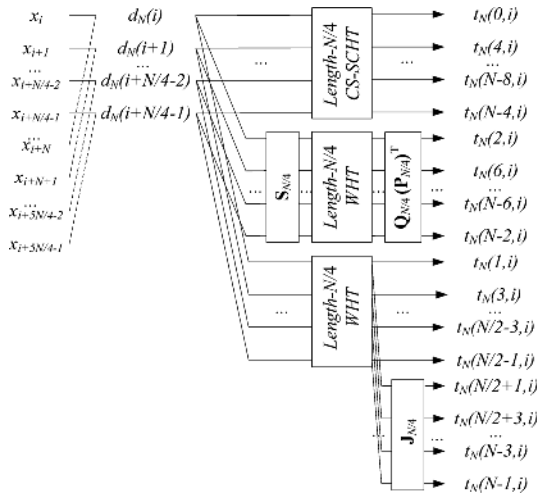 x_i d_N(i) t_N(0,i)
x_{i+1} d_N(i+1) t_N(4,i)
... ... ... ... ...
x_{i+N/4-2} d_N(i+N/4-2) t_N(N-8,i)
x_{i+N/4-1} d_N(i+N/4-1) t_N(N-4,i)
Length-N/4
CS-SCHT
...
x_{i+N} t_N(2,i)
x_{i+N+1} t_N(6,i)
... ... ... ... ...
x_{i+5N/4-2} t_N(N-6,i)
x_{i+5N/4-1} t_N(N-2,i)
S_{N/4}
Length-N/4
WHT
Q_{N/4}(P_{N/4})^T
t_N(1,i)
t_N(3,i)
... ... ...
t_N(N/2-3,i)
t_N(N/2-1,i)
Length-N/4
WHT
t_N(N/2+1,i)
t_N(N/2+3,i)
... ... ...
t_N(N-3,i)
t_N(N-1,i)
J_{N/4}